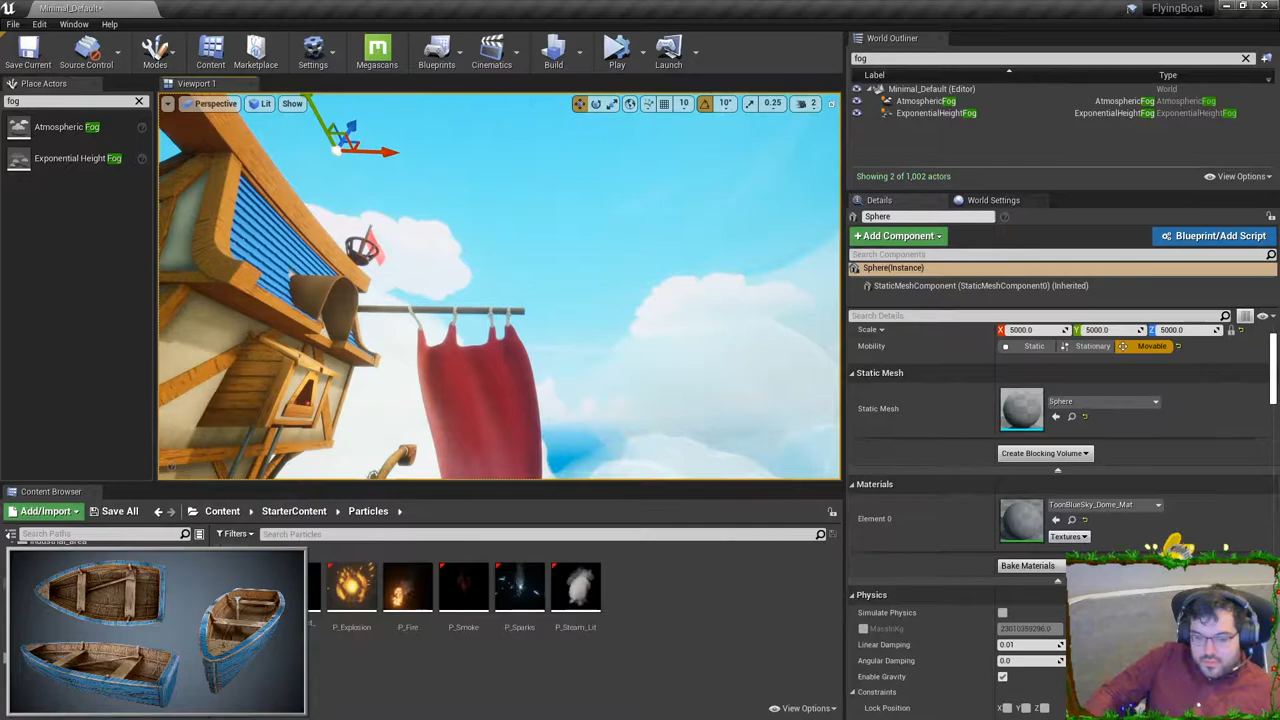 Minimal_Default*
FlyingBoat
File Edit Window Help
Save Current
Source Control
Modes
Content
Marketplace
Settings
Megascans
Blueprints
Cinematics
Build
Play
Launch
Place Actors
fog
Atmospheric Fog
Exponential Height Fog
Viewport 1
Perspective
Lit
Show
10
10°
0.25
2
World Outliner
fog
Label
Type
Minimal_Default (Editor)
World
AtmosphericFog
AtmosphericFog AtmosphericFog
ExponentialHeightFog
ExponentialHeightFog ExponentialHeightFog
Showing 2 of 1,002 actors
View Options
Details
World Settings
Sphere
+Add Component
Blueprint/Add Script
Search Components
Sphere(Instance)
StaticMeshComponent (StaticMeshComponent0) (Inherited)
Search Details
Scale
X 5000.0
Y 5000.0
Z 5000.0
Mobility
Static
Stationary
Movable
Static Mesh
Static Mesh
Sphere
Create Blocking Volume
Materials
Element 0
ToonBlueSky_Dome_Mat
Textures
Bake Materials
Physics
Simulate Physics
MassInKg
23010359296.0
Linear Damping
0.01
Angular Damping
0.0
Enable Gravity
Constraints
Lock Position
X Y Z
Content Browser
Add/Import
Save All
Content
StarterContent
Particles
Search Paths
Filters
Search Particles
P_Explosion
P_Fire
P_Smoke
P_Sparks
P_Steam_Lit
View Options